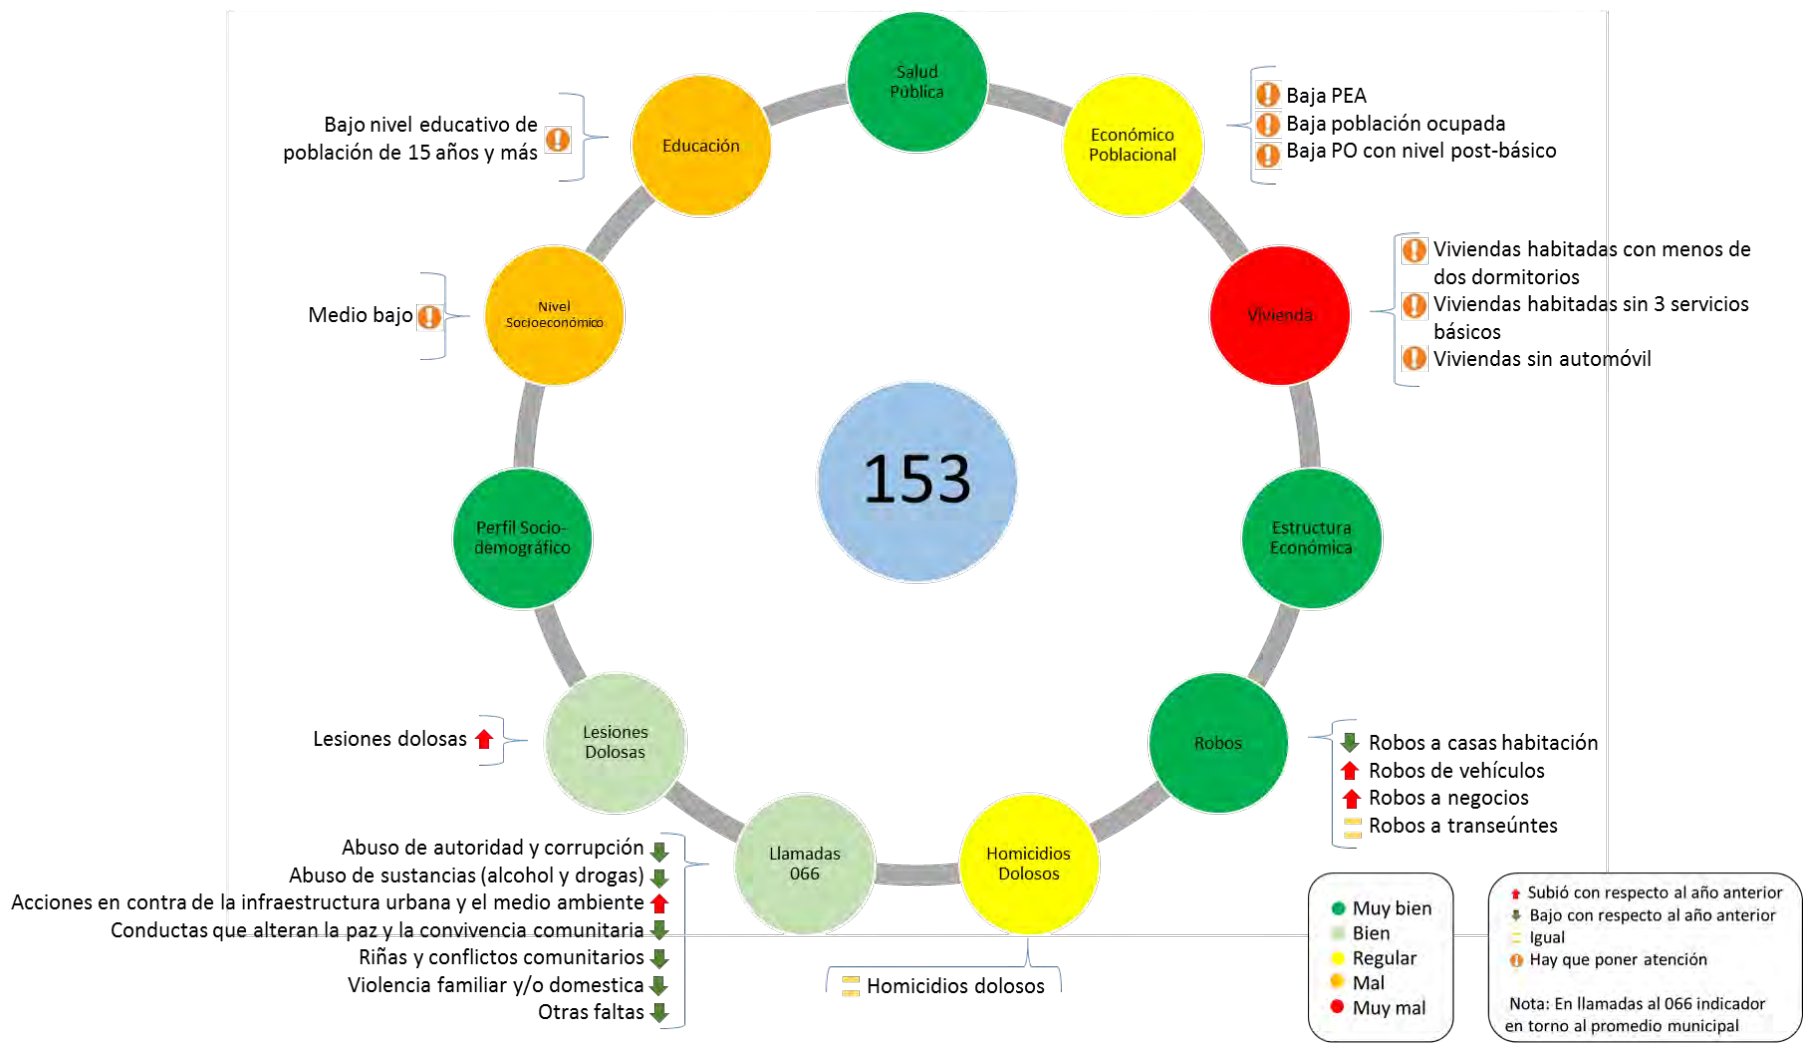 Salud
Pública
Económico
Poblacional
Baja PEA
Baja población ocupada
Baja PO con nivel post-básico
Vivienda
Viviendas habitadas con menos de
dos dormitorios
Viviendas habitadas sin 3 servicios
básicos
Viviendas sin automóvil
Estructura
Económica
Robos
Robos a casas habitación
Robos de vehículos
Robos a negocios
Robos a transeúntes
Homicidios
Dolosos
Homicidios dolosos
Llamadas
066
Abuso de autoridad y corrupción
Abuso de sustancias (alcohol y drogas)
Acciones en contra de la infraestructura urbana y el medio ambiente
Conductas que alteran la paz y la convivencia comunitaria
Riñas y conflictos comunitarios
Violencia familiar y/o domestica
Otras faltas
Lesiones
Dolosas
Lesiones dolosas
Perfil Socio-
demográfico
Nivel
Socioeconómico
Medio bajo
Educación
Bajo nivel educativo de
población de 15 años y más
153
Muy bien
Bien
Regular
Mal
Muy mal
Subió con respecto al año anterior
Bajo con respecto al año anterior
Igual
Hay que poner atención
Nota: En llamadas al 066 indicador
en torno al promedio municipal